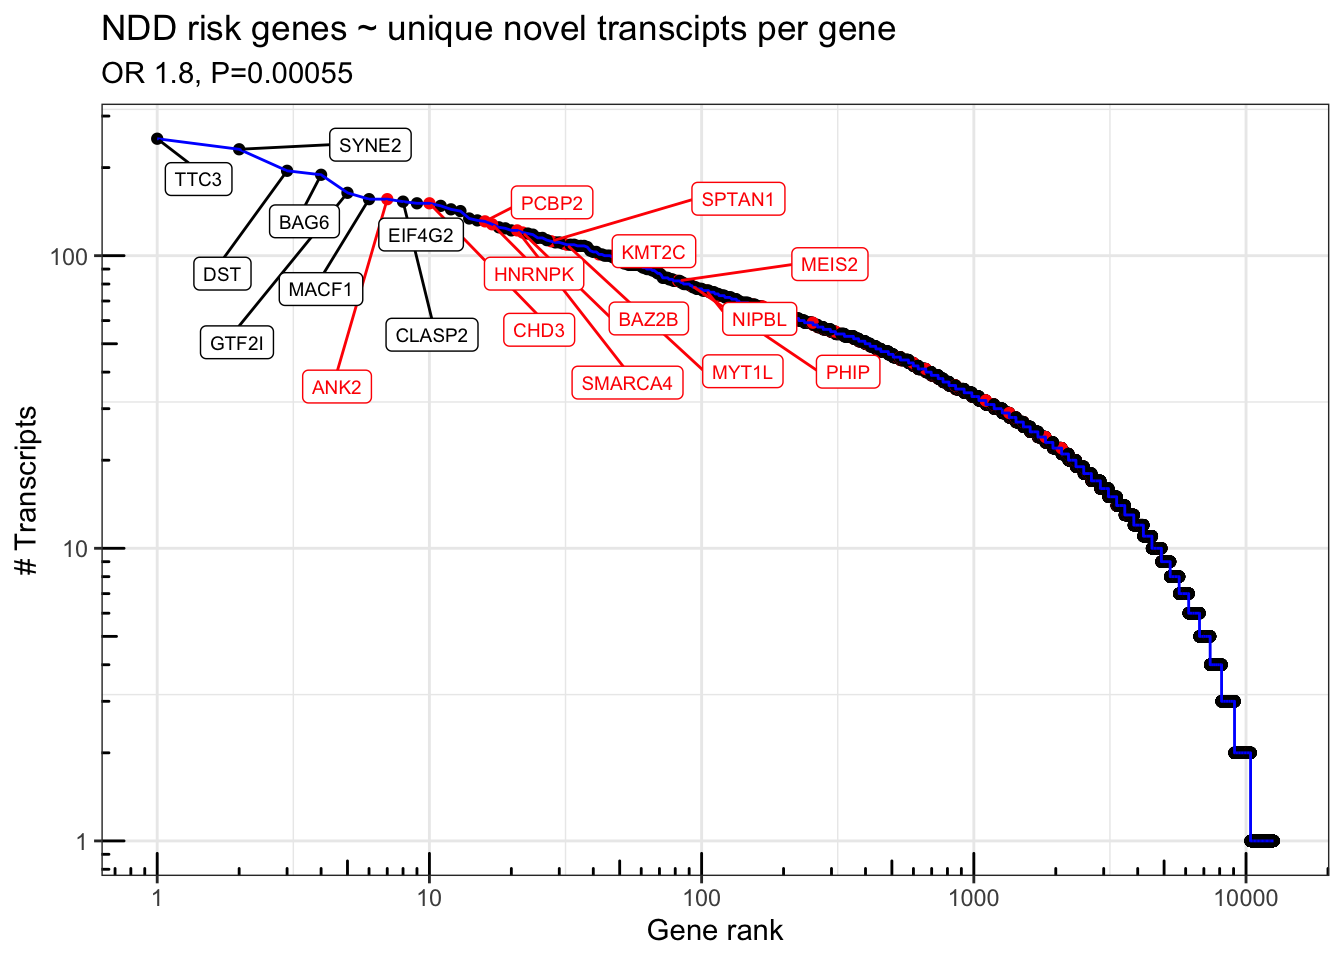 NDD risk genes ~ unique novel transcipts per gene
OR 1.8, P=0.00055
SYNE2
TTC3
PCBP2
SPTAN1
BAG6
EIF4G2
KMT2C
MEIS2
DST
HNRNPK
MACF1
BAZ2B
NIPBL
CHD3
CLASP2
GTF2I
MYT1L
PHIP
SMARCA4
ANK2
100
10
1
# Transcripts
1
10
100
1000
10000
Gene rank